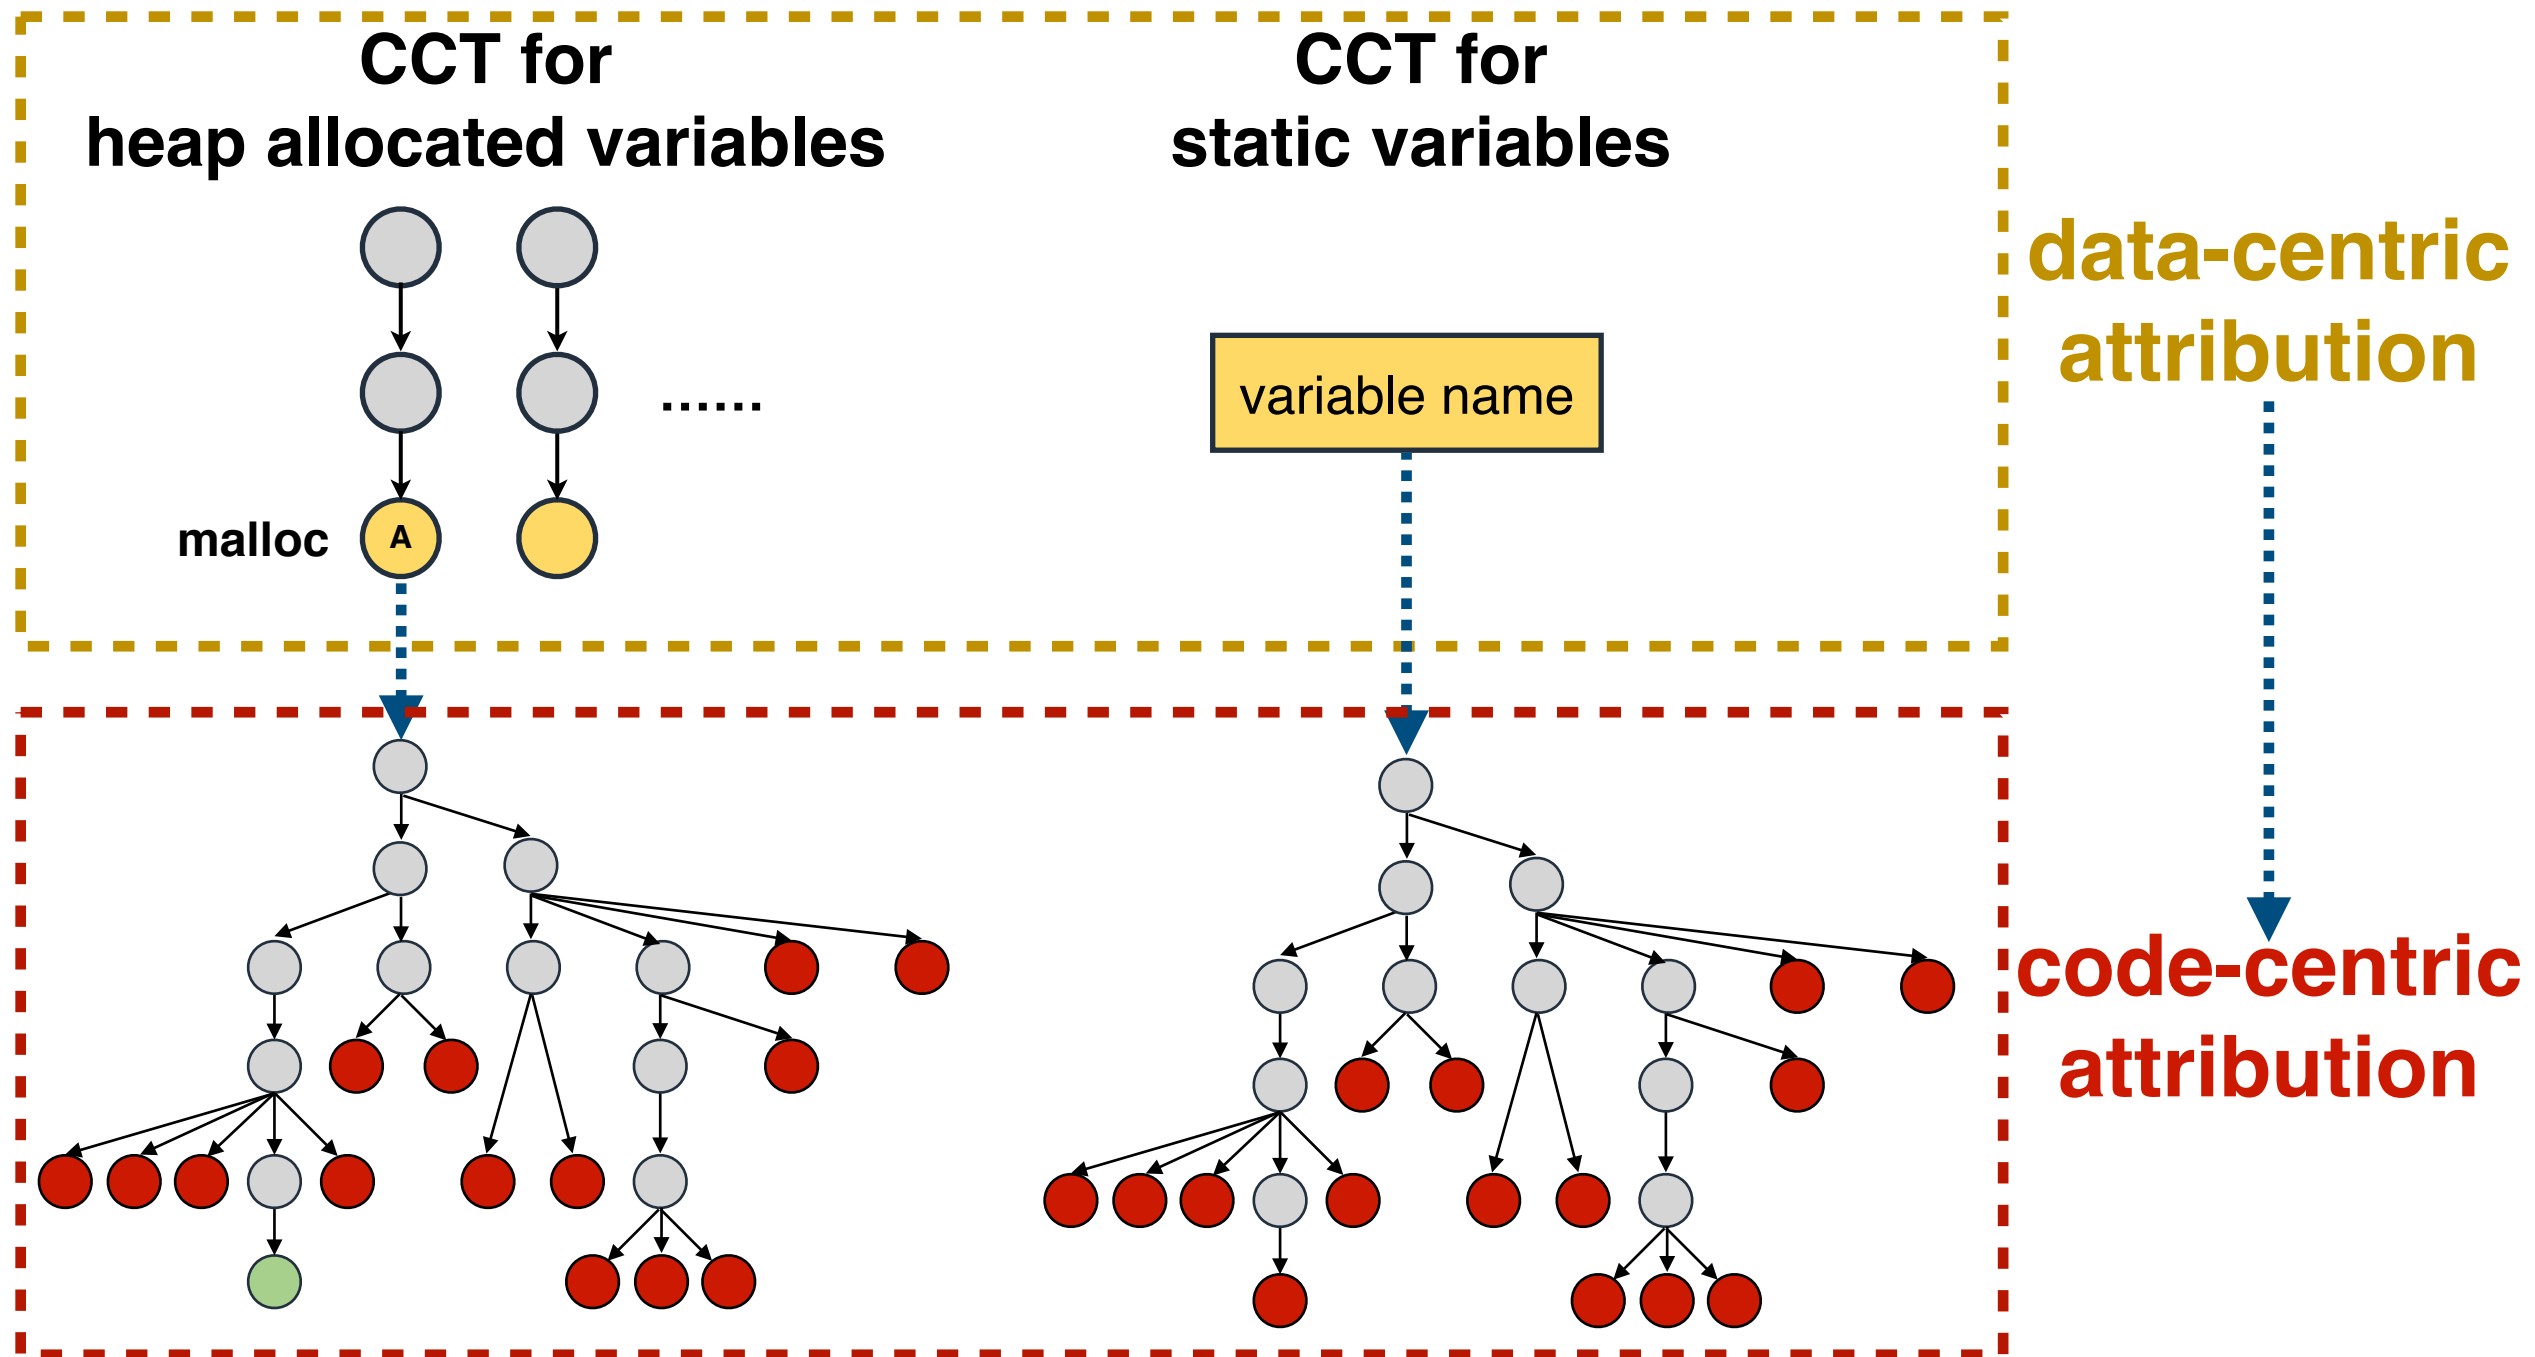 CCT for
heap allocated variables
CCT for
static variables
data-centric
attribution
......
variable name
malloc
A
code-centric
attribution